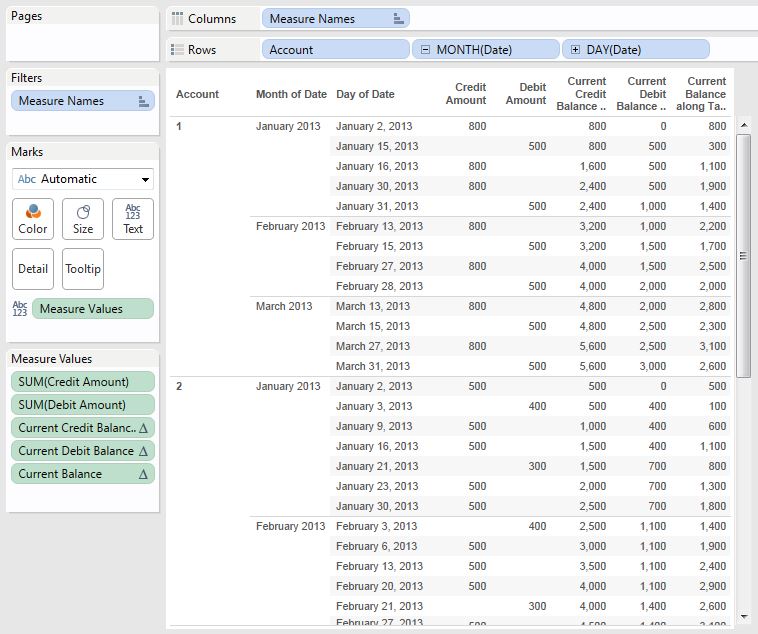 Pages
Columns
Measure Names
Rows
Account
MONTH(Date)
DAY(Date)
Filters
Measure Names
Marks
Abc Automatic
Color
Size
Abc
123
Text
Detail
Tooltip
Abc
123
Measure Values
Measure Values
SUM(Credit Amount)
SUM(Debit Amount)
Current Credit Balanc.. Δ
Current Debit Balance Δ
Current Balance Δ
Account Month of Date Day of Date Credit Amount Debit Amount Current Credit Balance .. Current Debit Balance .. Current Balance along Ta..
1 January 2013 January 2, 2013 800 800 0 800
January 15, 2013 500 800 500 300
January 16, 2013 800 1,600 500 1,100
January 30, 2013 800 2,400 500 1,900
January 31, 2013 500 2,400 1,000 1,400
February 2013 February 13, 2013 800 3,200 1,000 2,200
February 15, 2013 500 3,200 1,500 1,700
February 27, 2013 800 4,000 1,500 2,500
February 28, 2013 500 4,000 2,000 2,000
March 2013 March 13, 2013 800 4,800 2,000 2,800
March 15, 2013 500 4,800 2,500 2,300
March 27, 2013 800 5,600 2,500 3,100
March 31, 2013 500 5,600 3,000 2,600
2 January 2013 January 2, 2013 500 500 0 500
January 3, 2013 400 500 400 100
January 9, 2013 500 1,000 400 600
January 16, 2013 500 1,500 400 1,100
January 21, 2013 300 1,500 700 800
January 23, 2013 500 2,000 700 1,300
January 30, 2013 500 2,500 700 1,800
February 2013 February 3, 2013 400 2,500 1,100 1,400
February 6, 2013 500 3,000 1,100 1,900
February 13, 2013 500 3,500 1,100 2,400
February 20, 2013 500 4,000 1,100 2,900
February 21, 2013 300 4,000 1,400 2,600
February 27, 2013 500 4,500 1,400 3,100